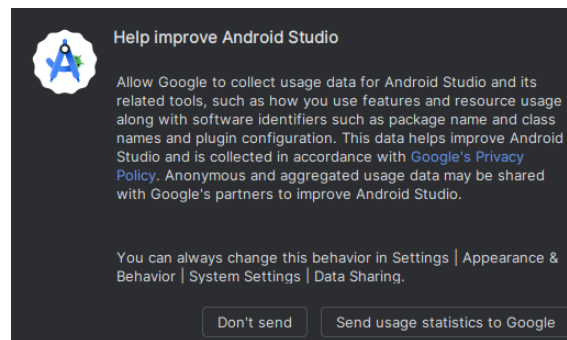 Help improve Android Studio
Allow Google to collect usage data for Android Studio and its
related tools, such as how you use features and resource usage
along with software identifiers such as package name and class
names and plugin configuration. This data helps improve Android
Studio and is collected in accordance with Google's Privacy
Policy. Anonymous and aggregated usage data may be shared
with Google's partners to improve Android Studio.
You can always change this behavior in Settings | Appearance &
Behavior | System Settings | Data Sharing.
Don't send
Send usage statistics to Google